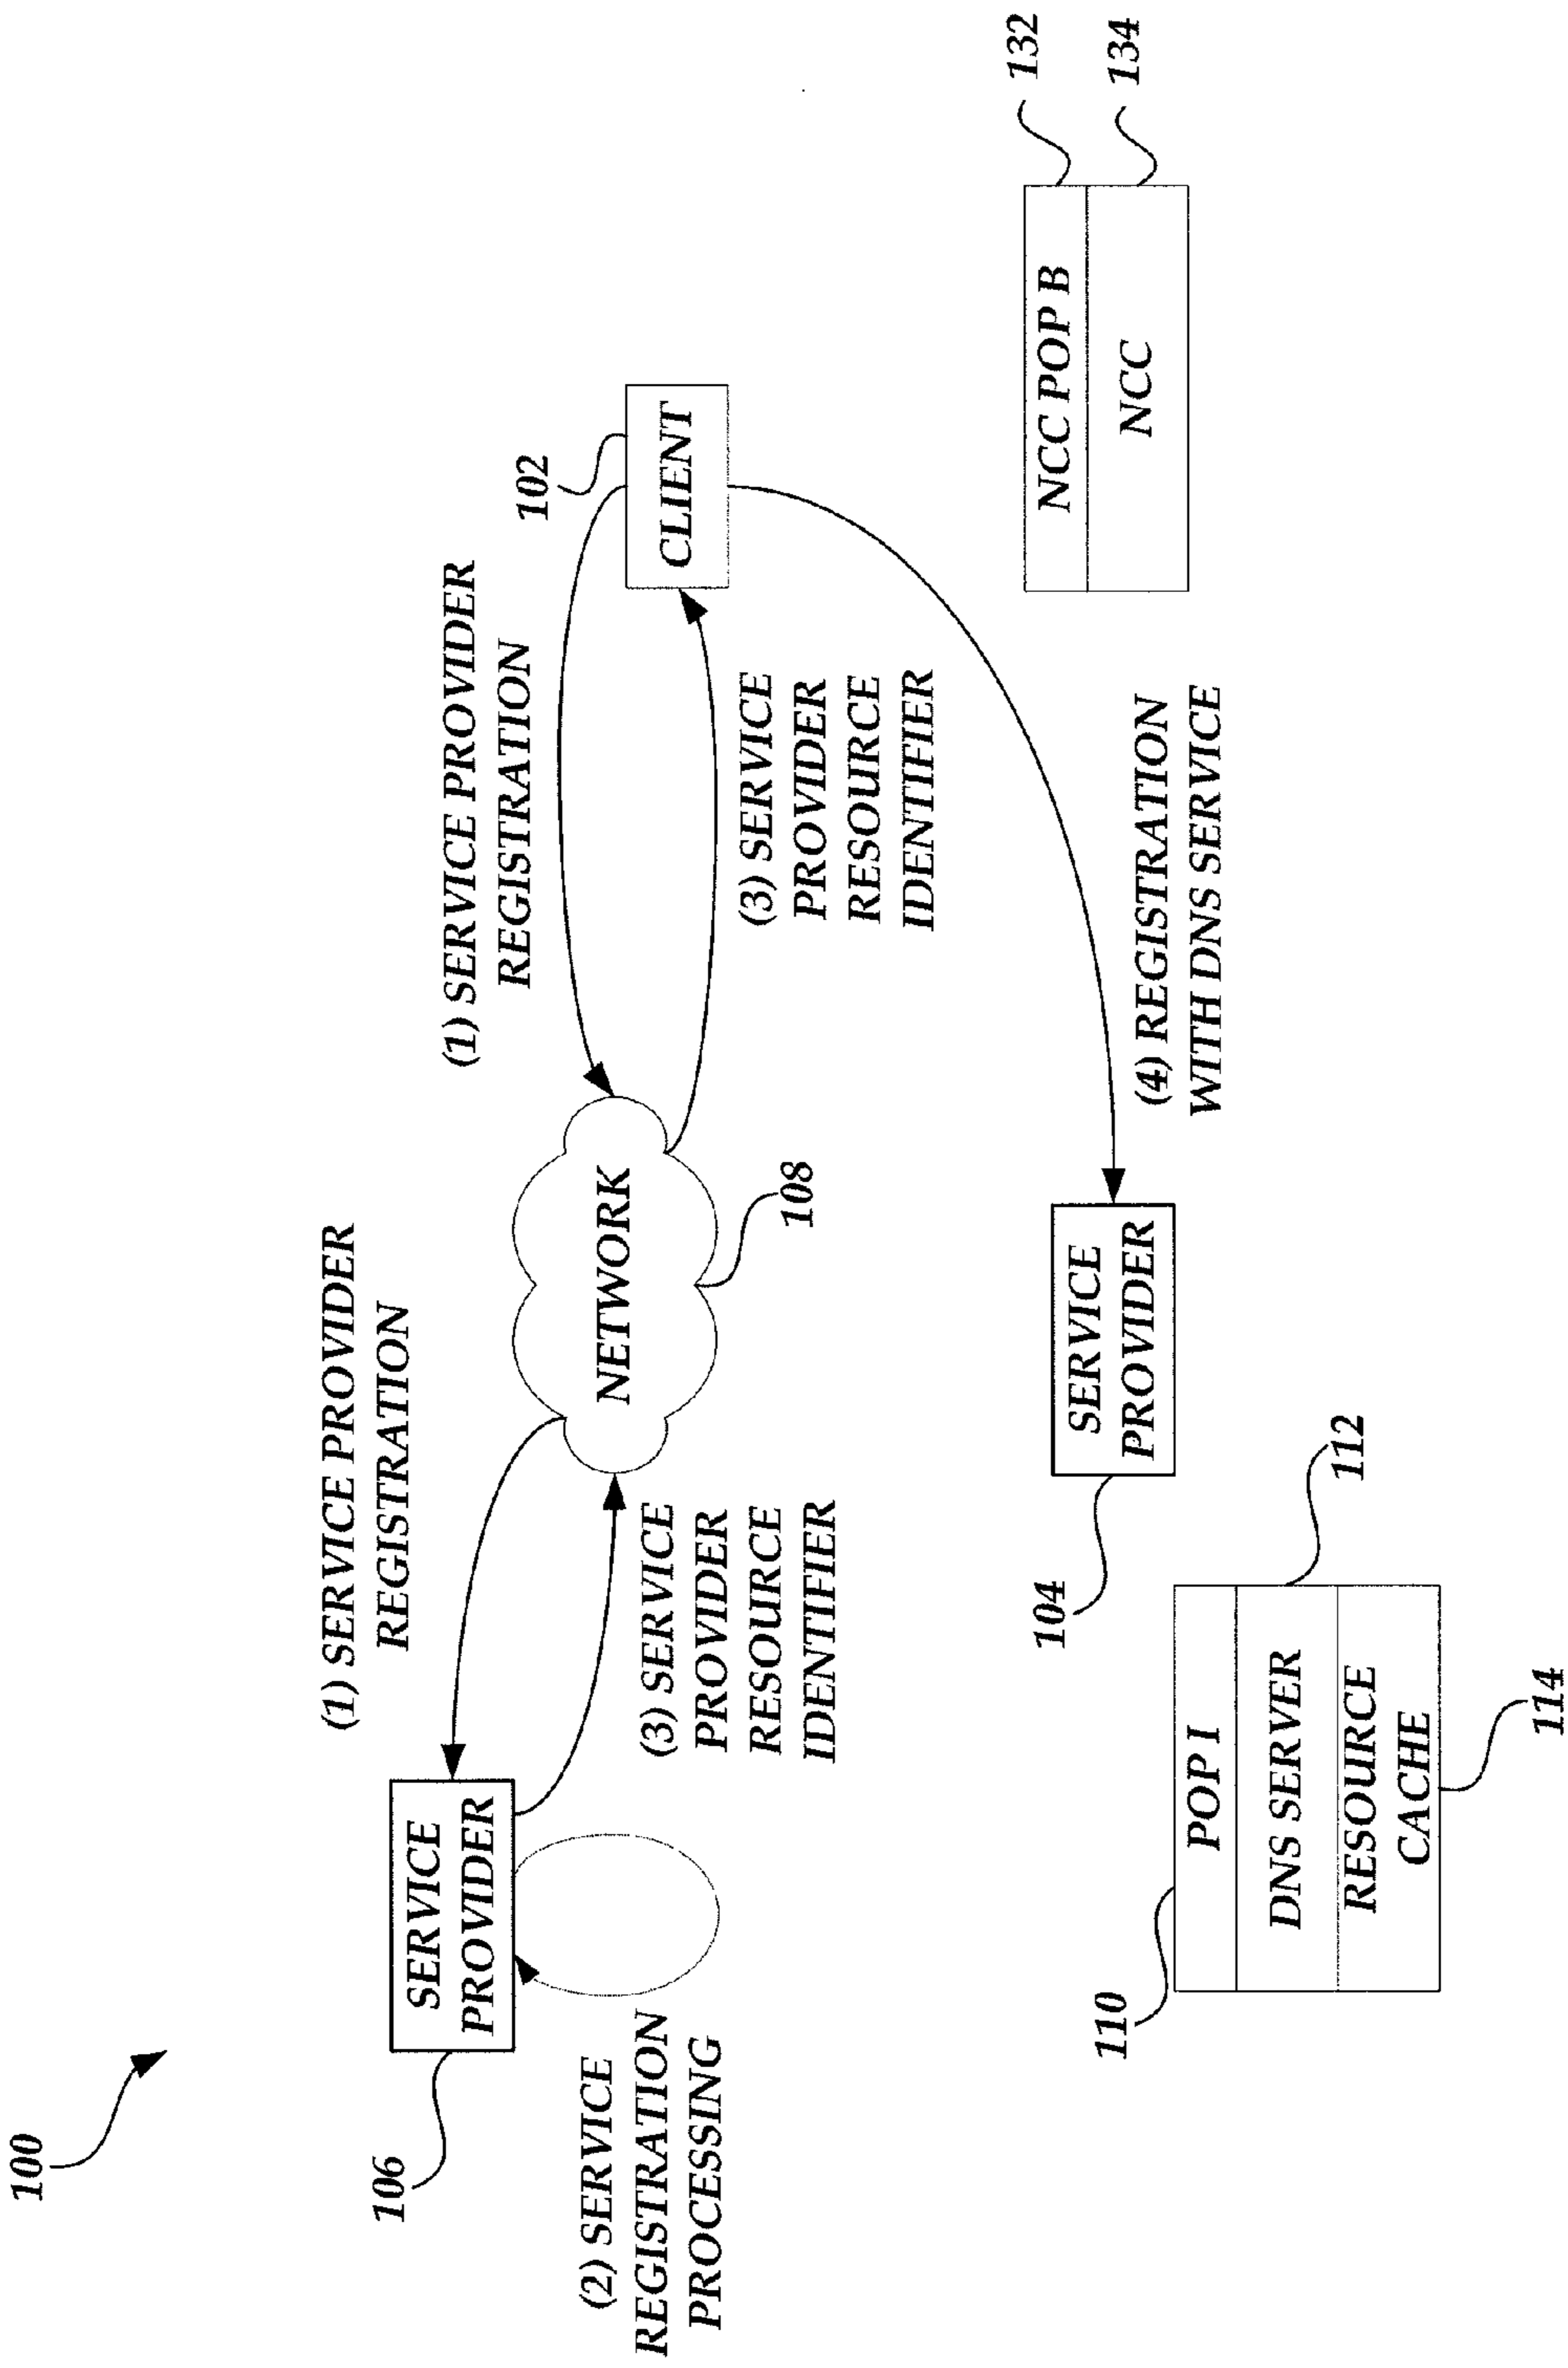 100
(1) SERVICE PROVIDER
REGISTRATION
(1) SERVICE PROVIDER
REGISTRATION
106
SERVICE
PROVIDER
NETWORK
108
102
CLIENT
(2) SERVICE
REGISTRATION
PROCESSING
(3) SERVICE
PROVIDER
RESOURCE
IDENTIFIER
(3) SERVICE
PROVIDER
RESOURCE
IDENTIFIER
104
SERVICE
PROVIDER
(4) REGISTRATION
WITH DNS SERVICE
110
POP I
DNS SERVER
112
RESOURCE
CACHE
114
NCC POP B
132
NCC
134